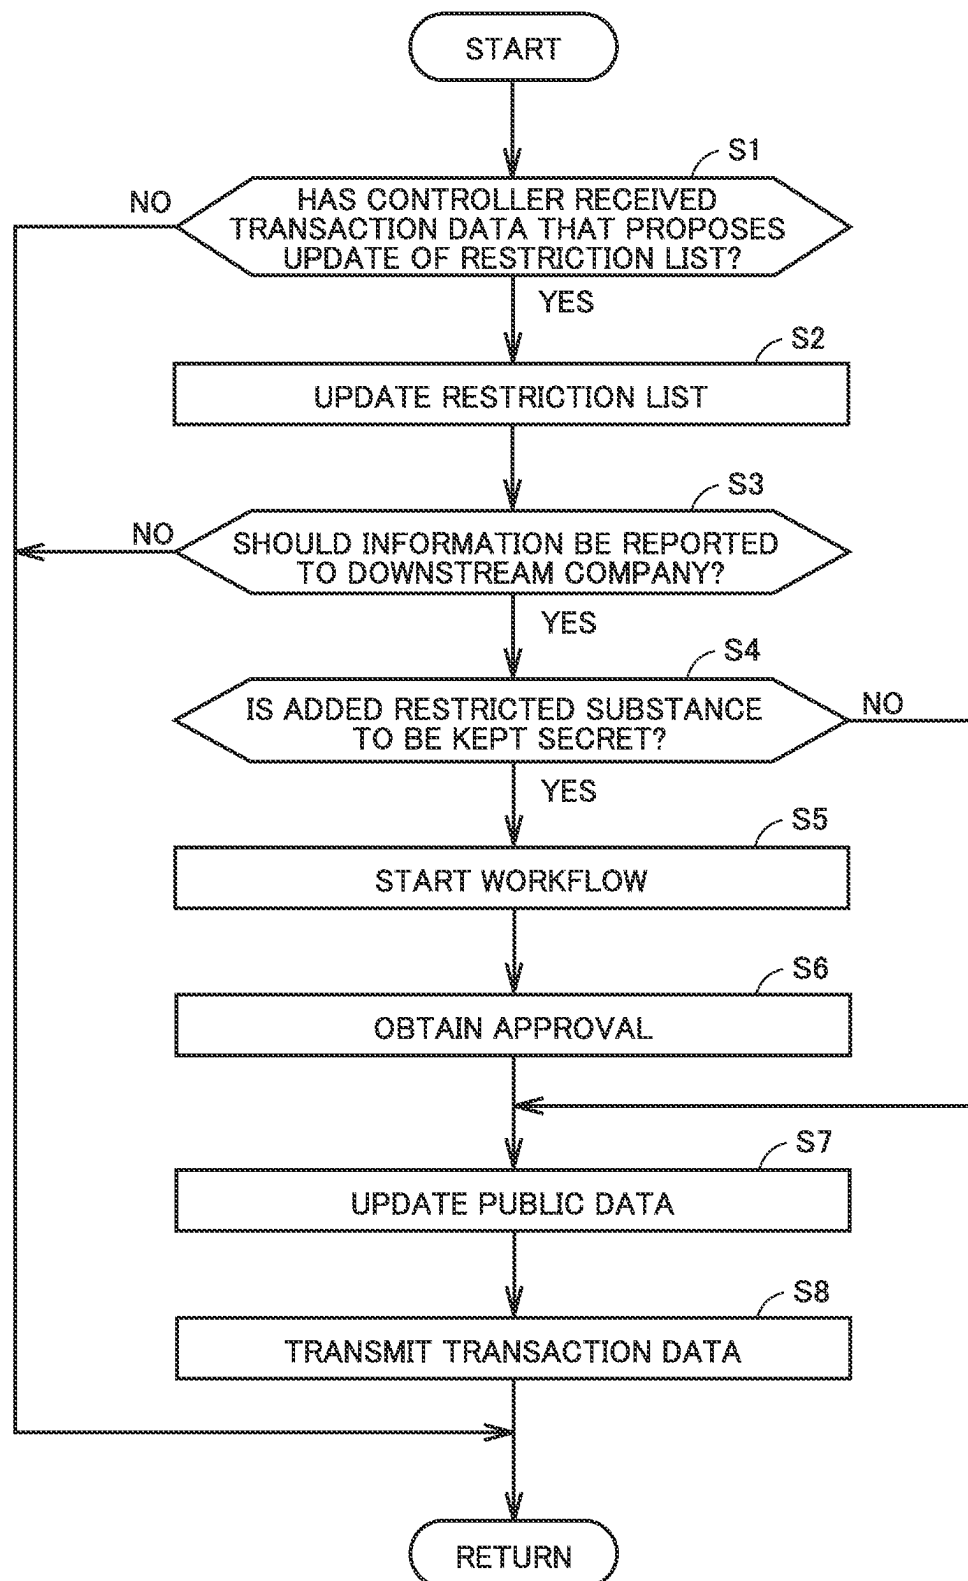 START
S1
NO
HAS CONTROLLER RECEIVED
TRANSACTION DATA THAT PROPOSES
UPDATE OF RESTRICTION LIST?
YES
S2
UPDATE RESTRICTION LIST
S3
NO
SHOULD INFORMATION BE REPORTED
TO DOWNSTREAM COMPANY?
YES
S4
IS ADDED RESTRICTED SUBSTANCE
TO BE KEPT SECRET?
NO
YES
S5
START WORKFLOW
S6
OBTAIN APPROVAL
S7
UPDATE PUBLIC DATA
S8
TRANSMIT TRANSACTION DATA
RETURN